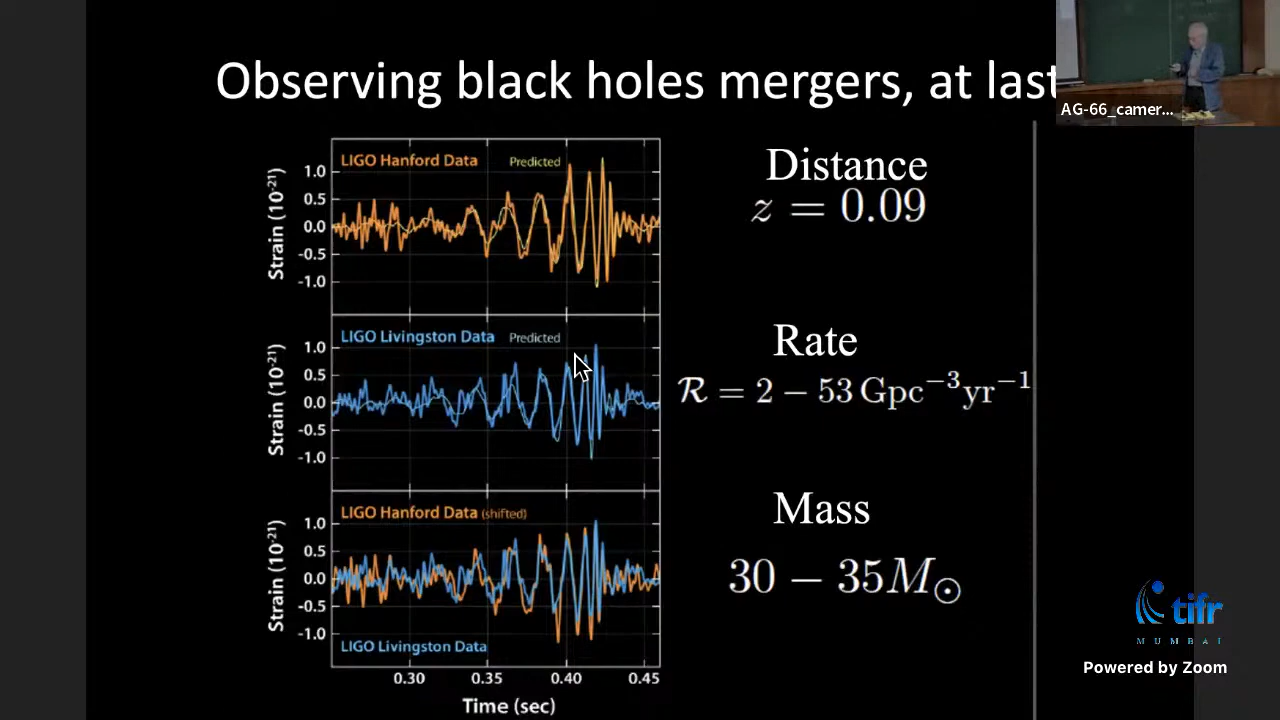 Observing black holes mergers, at last
AG-66_camer...
LIGO Hanford Data
Predicted
Strain (10⁻²¹)
1.0
0.5
0.0
-0.5
-1.0
Distance
z = 0.09
LIGO Livingston Data
Predicted
Strain (10⁻²¹)
1.0
0.5
0.0
-0.5
-1.0
Rate
ℛ = 2 − 53 Gpc⁻³yr⁻¹
LIGO Hanford Data (shifted)
Strain (10⁻²¹)
1.0
0.5
0.0
-0.5
-1.0
LIGO Livingston Data
0.30 0.35 0.40 0.45
Time (sec)
Mass
30 − 35M⊙
tifr
MUMBAI
Powered by Zoom